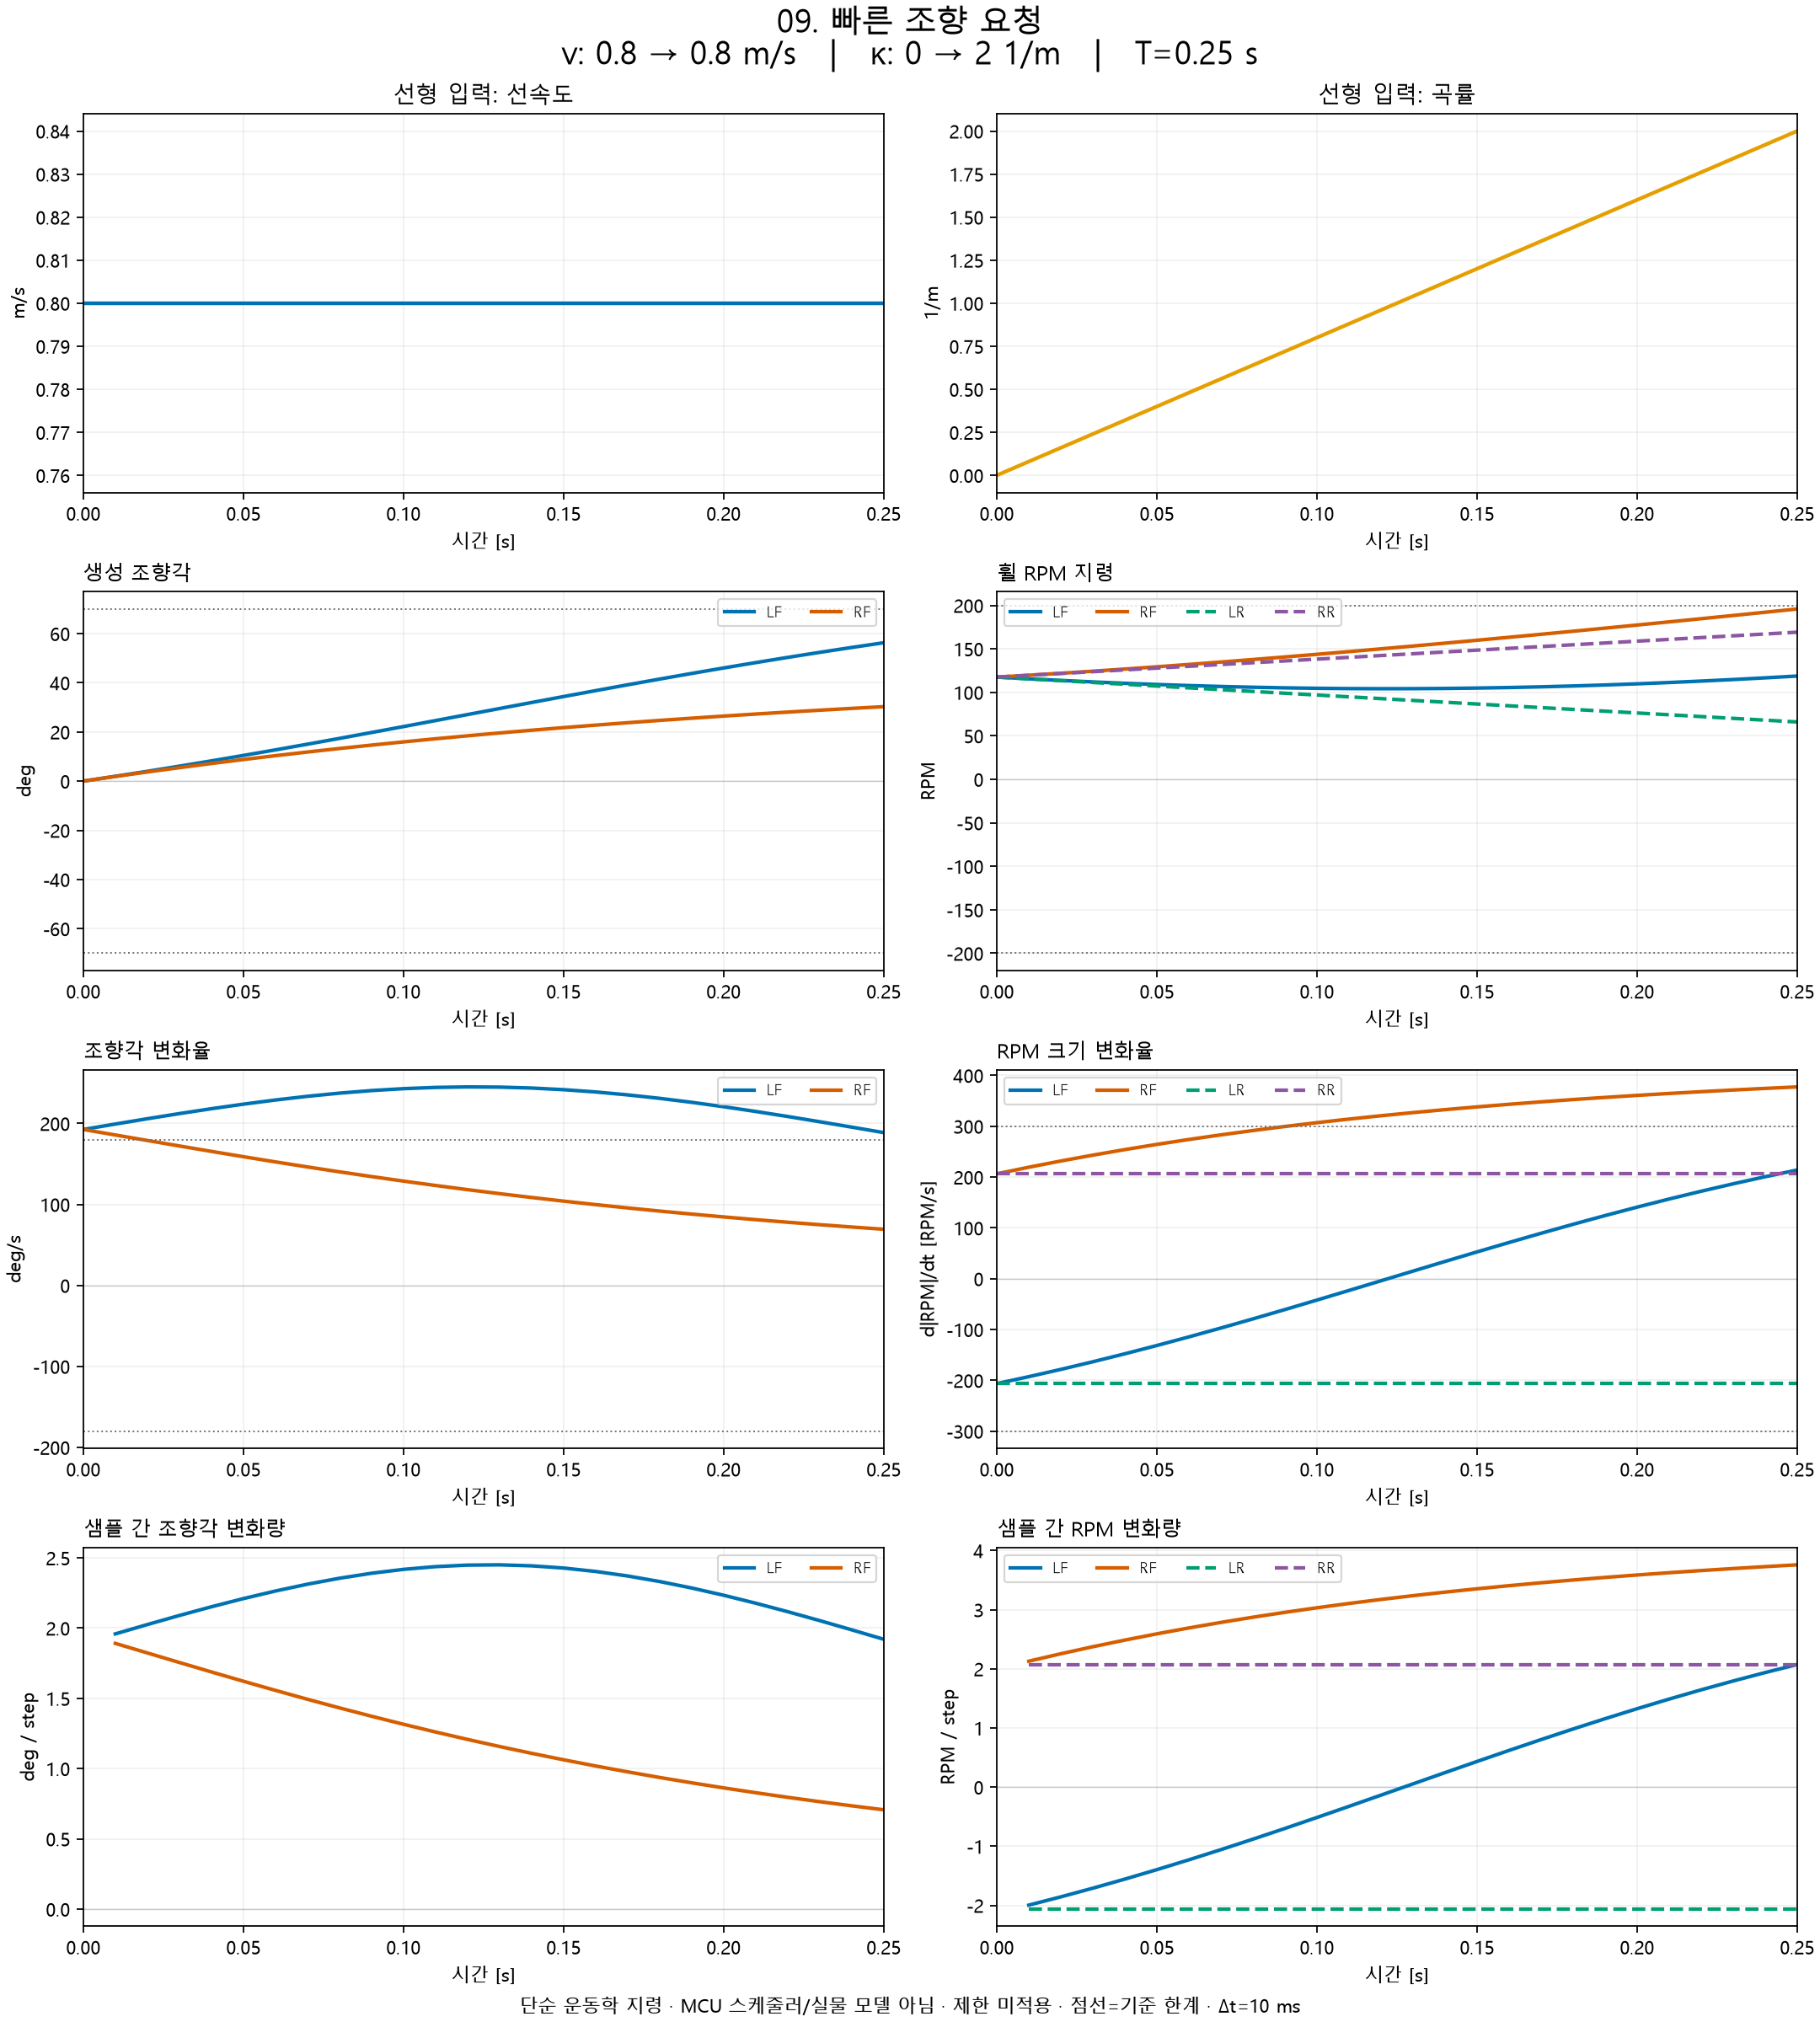 09. 빠른 조향 요청
v: 0.8 → 0.8 m/s | κ: 0 → 2 1/m | T=0.25 s
선형 입력: 선속도
0.84
0.83
0.82
0.81
0.80
0.79
0.78
0.77
0.76
m/s
0.00 0.05 0.10 0.15 0.20 0.25
시간 [s]
선형 입력: 곡률
2.00
1.75
1.50
1.25
1.00
0.75
0.50
0.25
0.00
1/m
0.00 0.05 0.10 0.15 0.20 0.25
시간 [s]
생성 조향각
LF RF
60
40
20
0
-20
-40
-60
deg
0.00 0.05 0.10 0.15 0.20 0.25
시간 [s]
휠 RPM 지령
LF RF LR RR
200
150
100
50
0
-50
-100
-150
-200
RPM
0.00 0.05 0.10 0.15 0.20 0.25
시간 [s]
조향각 변화율
LF RF
200
100
0
-100
-200
deg/s
0.00 0.05 0.10 0.15 0.20 0.25
시간 [s]
RPM 크기 변화율
LF RF LR RR
400
300
200
100
0
-100
-200
-300
d|RPM|/dt [RPM/s]
0.00 0.05 0.10 0.15 0.20 0.25
시간 [s]
샘플 간 조향각 변화량
LF RF
2.5
2.0
1.5
1.0
0.5
0.0
deg / step
0.00 0.05 0.10 0.15 0.20 0.25
시간 [s]
샘플 간 RPM 변화량
LF RF LR RR
4
3
2
1
0
-1
-2
RPM / step
0.00 0.05 0.10 0.15 0.20 0.25
시간 [s]
단순 운동학 지령 · MCU 스케줄러/실물 모델 아님 · 제한 미적용 · 점선=기준 한계 · Δt=10 ms